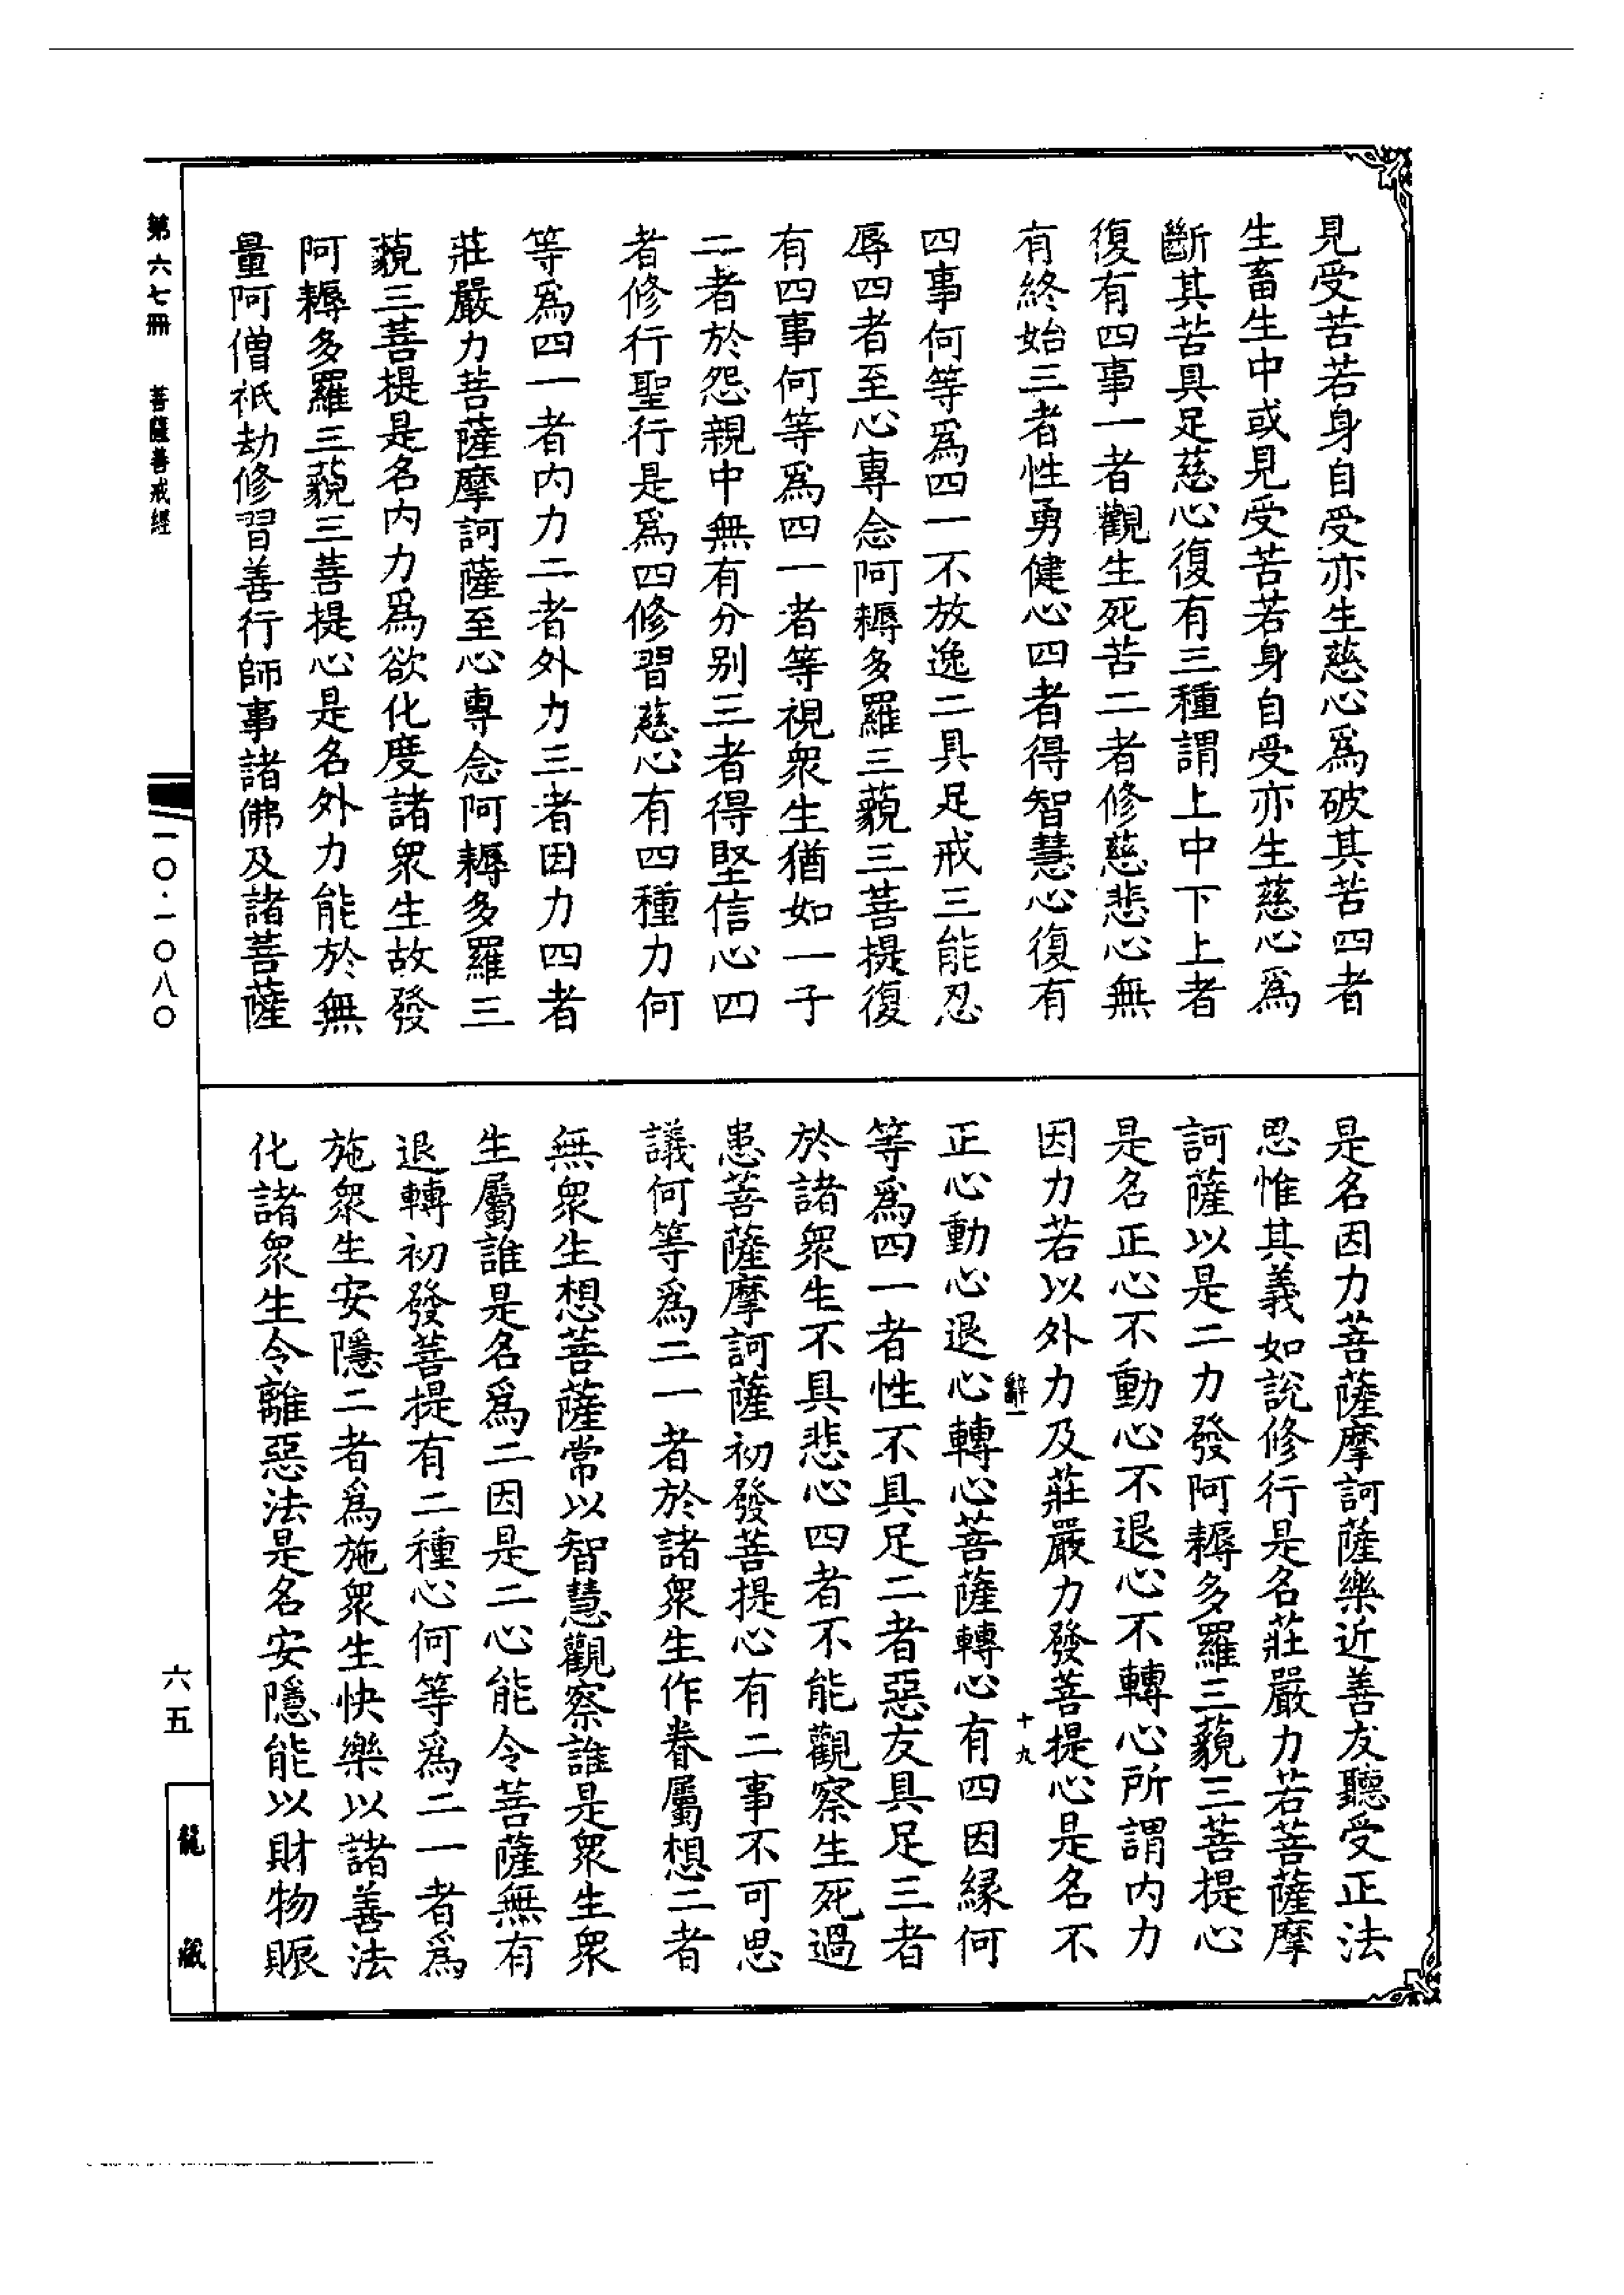 見受苦若身自受亦生慈心爲破其苦四者
生畜生中或見受苦若身自受亦生慈心爲
斷其苦具足慈心復有三種謂上中下上者
復有四事一者觀生死苦二者修慈悲心無
有終始三者性勇健心四者得智慧心復有
四事何等爲四一不放逸二具足戒三能忍
辱四者至心專念阿耨多羅三藐三菩提復
有四事何等爲四一者等視衆生猶如一子
二者於怨親中無有分别三者得堅信心四
者修行聖行是爲四修習慈心有四種力何
等爲四一者内力二者外力三者因力四者
莊嚴力菩薩摩訶薩至心專念阿耨多羅三
藐三菩提是名内力爲欲化度諸衆生故發
阿耨多羅三藐三菩提心是名外力能於無
量阿僧祇劫修習善行師事諸佛及諸菩薩
是名因力菩薩摩訶薩樂近善友聽受正法
思惟其義如説修行是名莊嚴力若菩薩摩
訶薩以是二力發阿耨多羅三藐三菩提心
是名正心不動心不退心不轉心所謂内力
因力若以外力及莊嚴力發菩提心是名不
辭一 十九
正心動心退心轉心菩薩轉心有四因縁何
等爲四一者性不具足二者惡友具足三者
於諸衆生不具悲心四者不能觀察生死過
患菩薩摩訶薩初發菩提心有二事不可思
議何等爲二一者於諸衆生作眷屬想二者
無衆生想菩薩常以智慧觀察誰是衆生衆
生屬誰是名爲二因是二心能令菩薩無有
退轉初發菩提有二種心何等爲二一者爲
施衆生安隱二者爲施衆生快樂以諸善法
化諸衆生令離惡法是名安隱能以財物賑
第六七冊 菩薩善戒經 一〇·一〇八〇 六五
龍藏